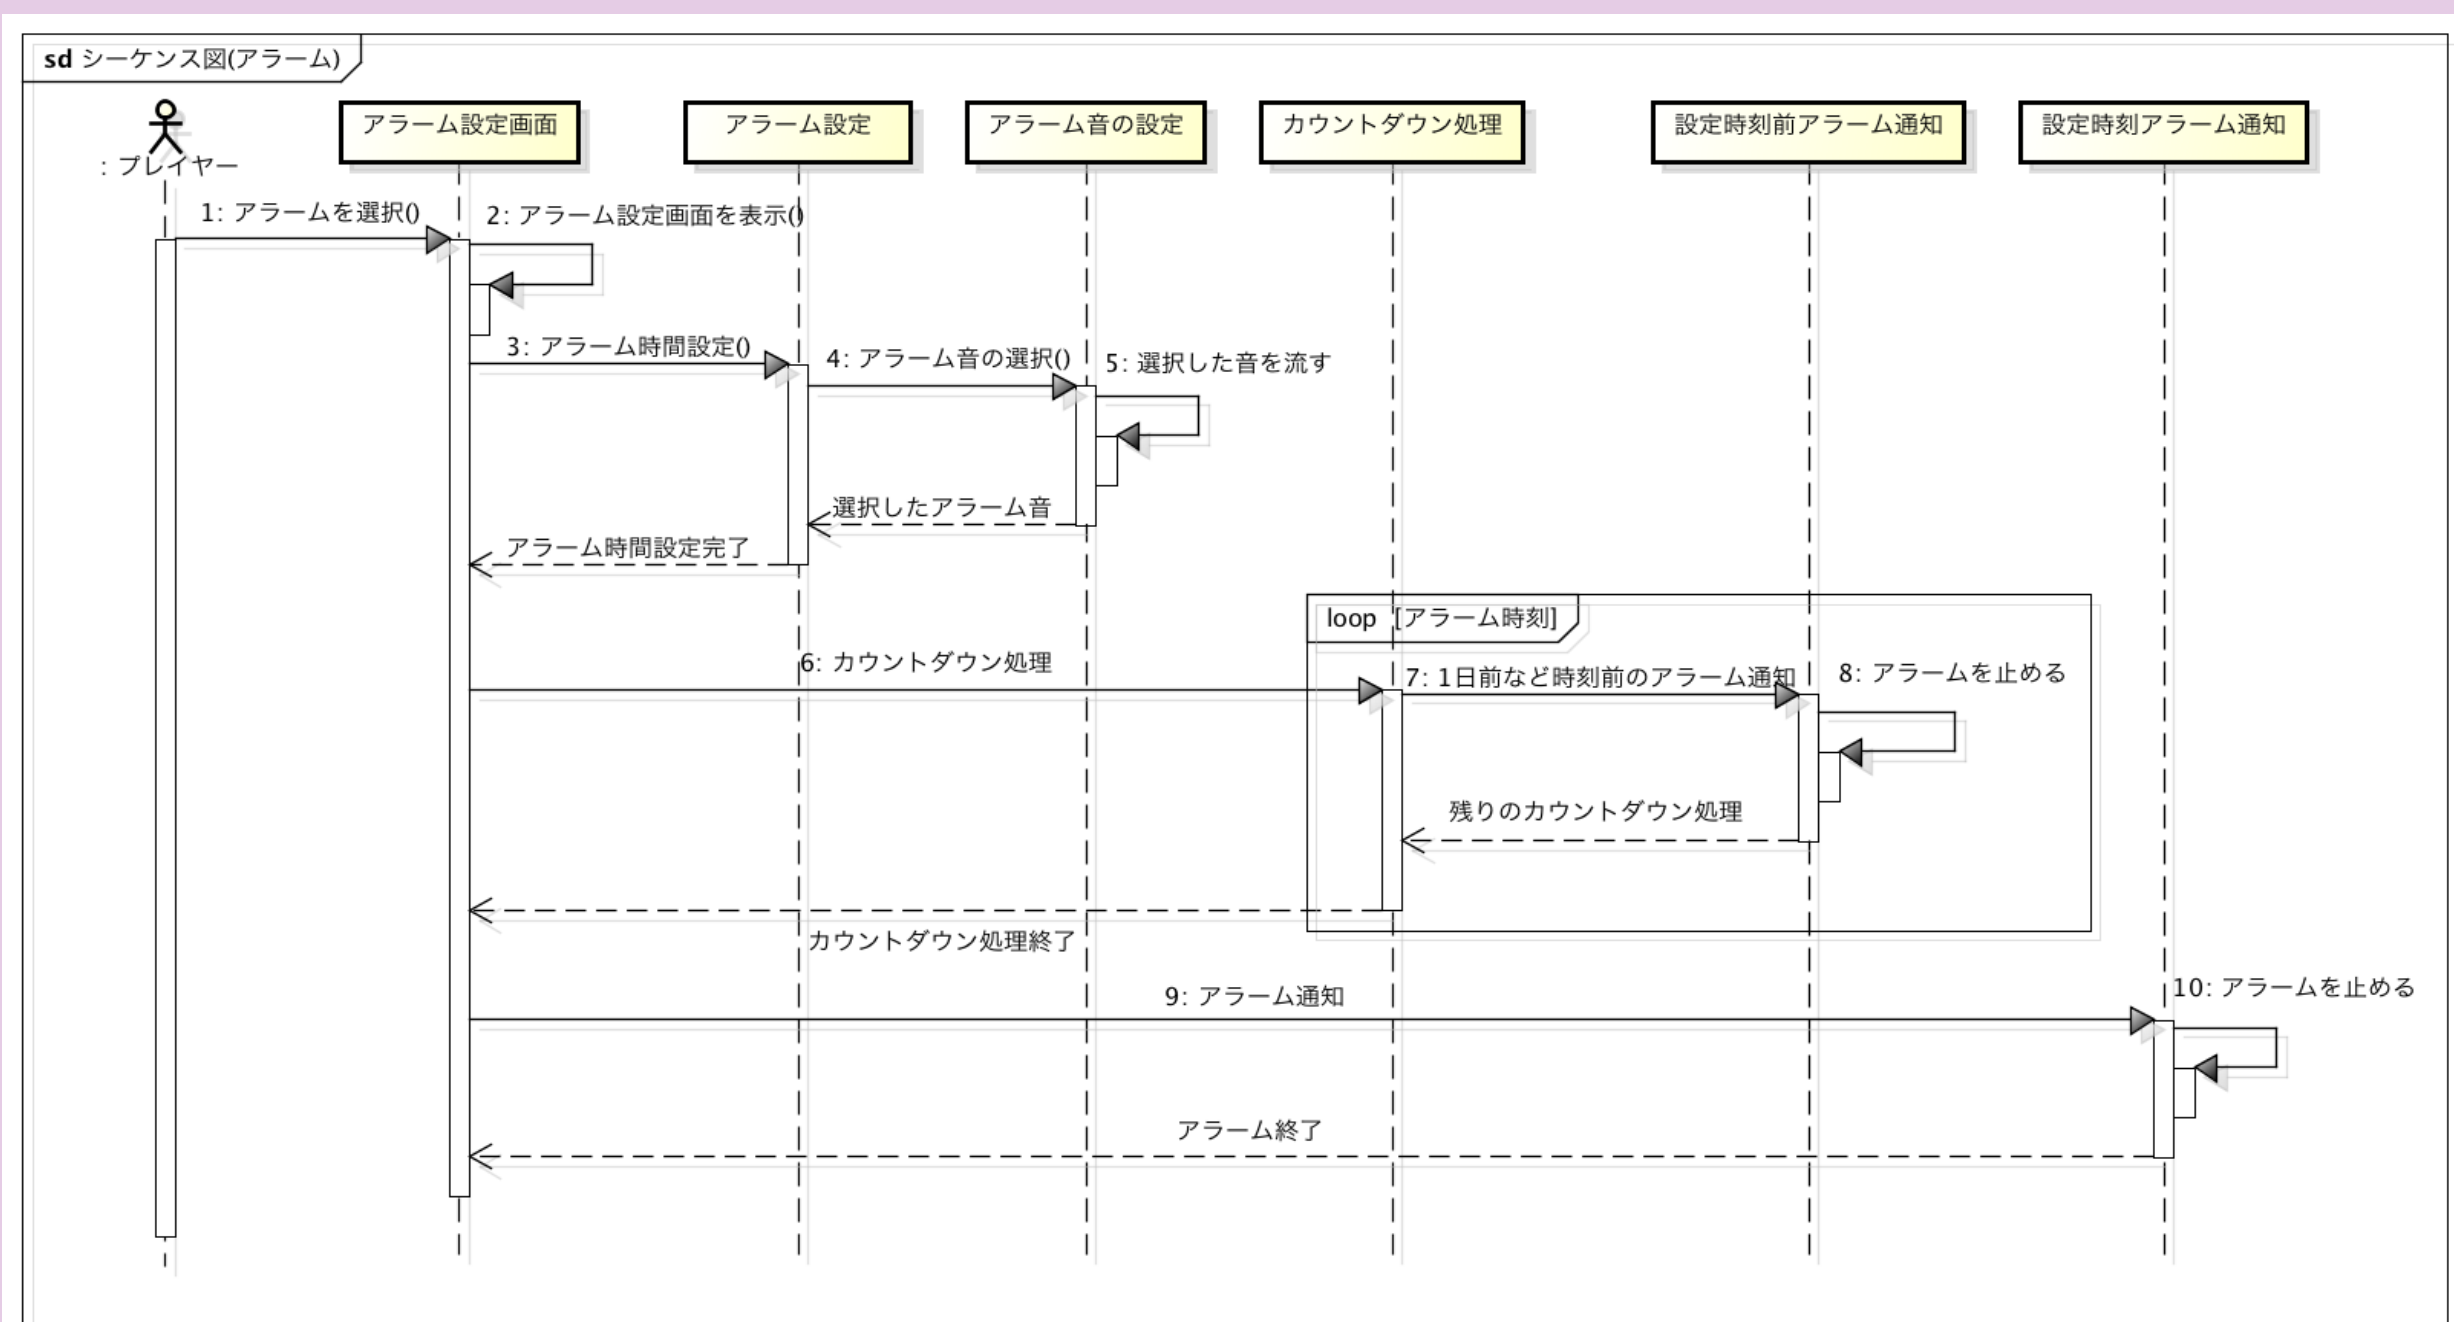 sd シーケンス図(アラーム)
: プレイヤー
アラーム設定画面
アラーム設定
アラーム音の設定
カウントダウン処理
設定時刻前アラーム通知
設定時刻アラーム通知
1: アラームを選択()
2: アラーム設定画面を表示()
3: アラーム時間設定()
4: アラーム音の選択()
5: 選択した音を流す
選択したアラーム音
アラーム時間設定完了
loop [アラーム時刻]
6: カウントダウン処理
7: 1日前など時刻前のアラーム通知
8: アラームを止める
残りのカウントダウン処理
カウントダウン処理終了
9: アラーム通知
10: アラームを止める
アラーム終了